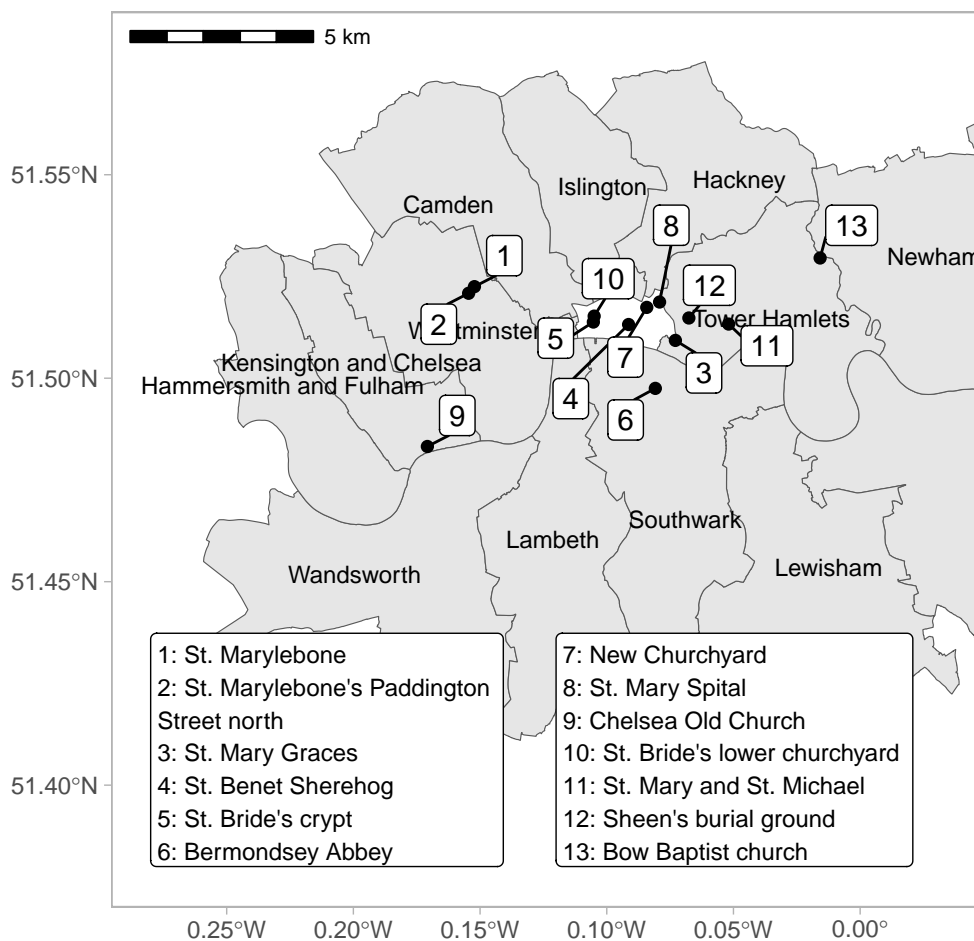 5 km
51.55°N
51.50°N
51.45°N
51.40°N
Islington
Hackney
Camden
8
13
1
Newham
10
12
2
Westminster
5
Tower Hamlets
11
7
Kensington and Chelsea
3
Hammersmith and Fulham
4
9
6
Southwark
Lambeth
Wandsworth
Lewisham
1: St. Marylebone
2: St. Marylebone's Paddington
Street north
3: St. Mary Graces
4: St. Benet Sherehog
5: St. Bride's crypt
6: Bermondsey Abbey
7: New Churchyard
8: St. Mary Spital
9: Chelsea Old Church
10: St. Bride's lower churchyard
11: St. Mary and St. Michael
12: Sheen's burial ground
13: Bow Baptist church
0.25°W 0.20°W 0.15°W 0.10°W 0.05°W 0.00°